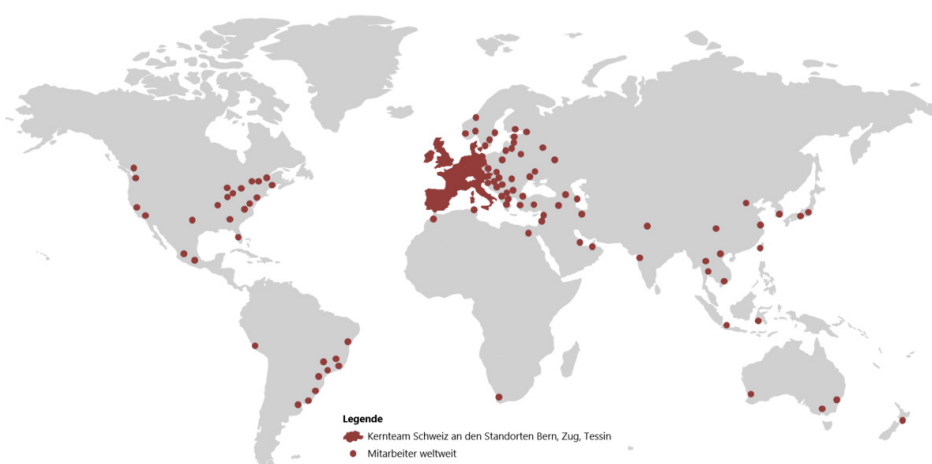 Legende
Kernteam Schweiz an den Standorten Bern, Zug, Tessin
Mitarbeiter weltweit